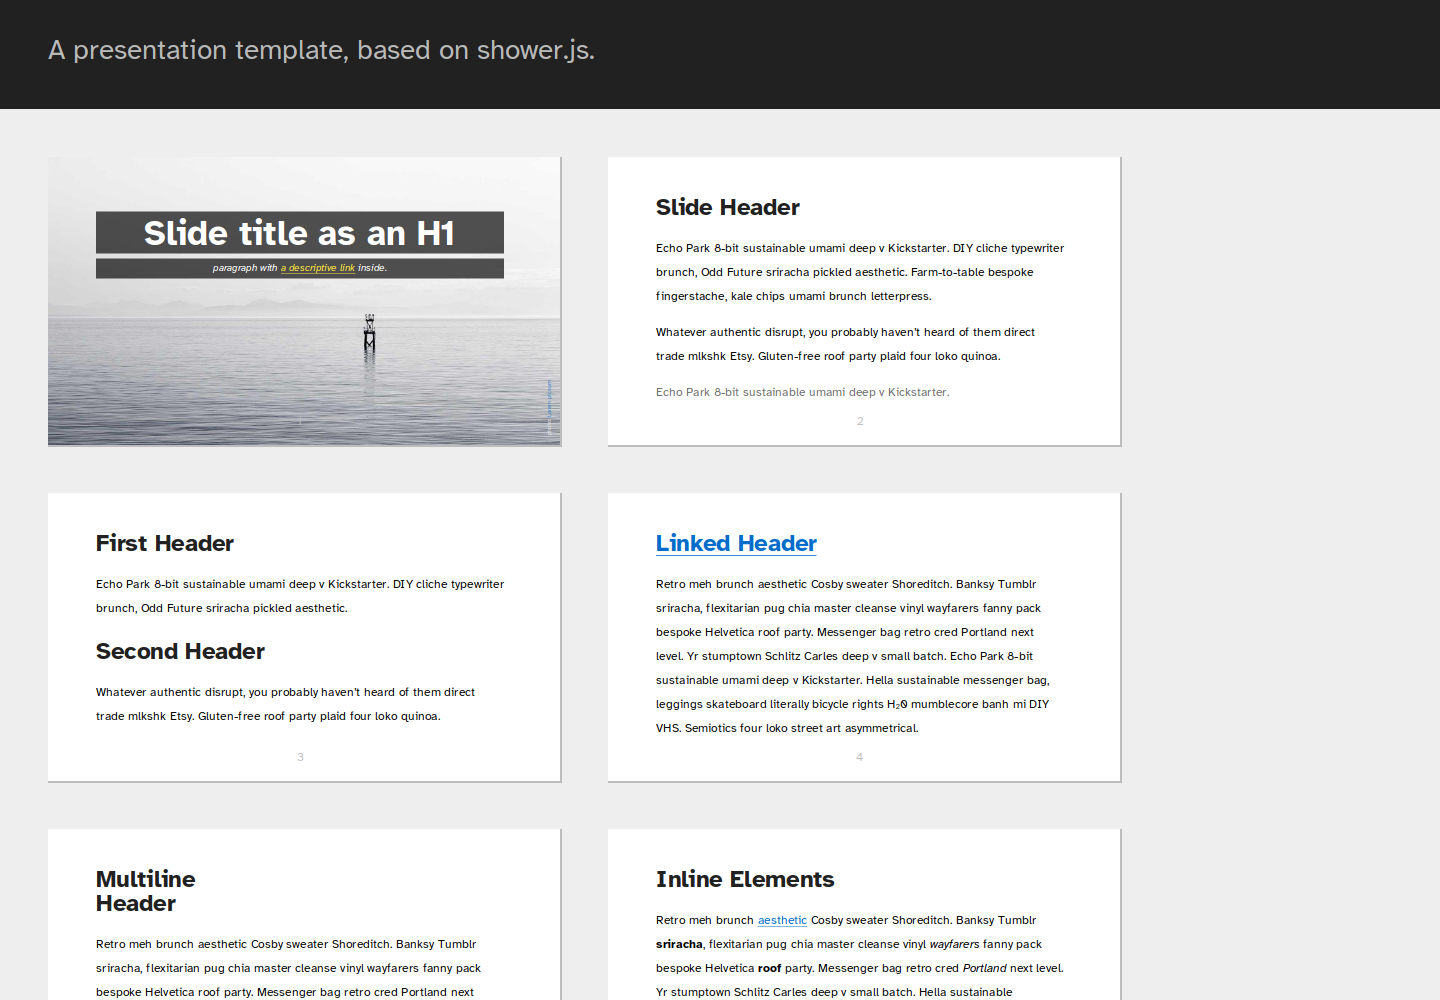 A presentation template, based on shower.js.
Slide title as an H1
paragraph with a descriptive link inside.
1
Slide Header
Echo Park 8-bit sustainable umami deep v Kickstarter. DIY cliche typewriter
brunch, Odd Future sriracha pickled aesthetic. Farm-to-table bespoke
fingerstache, kale chips umami brunch letterpress.
Whatever authentic disrupt, you probably haven't heard of them direct
trade mlkshk Etsy. Gluten-free roof party plaid four loko quinoa.
Echo Park 8-bit sustainable umami deep v Kickstarter.
2
First Header
Echo Park 8-bit sustainable umami deep v Kickstarter. DIY cliche typewriter
brunch, Odd Future sriracha pickled aesthetic.
Second Header
Whatever authentic disrupt, you probably haven't heard of them direct
trade mlkshk Etsy. Gluten-free roof party plaid four loko quinoa.
3
Linked Header
Retro meh brunch aesthetic Cosby sweater Shoreditch. Banksy Tumblr
sriracha, flexitarian pug chia master cleanse vinyl wayfarers fanny pack
bespoke Helvetica roof party. Messenger bag retro cred Portland next
level. Yr stumptown Schlitz Carles deep v small batch. Echo Park 8-bit
sustainable umami deep v Kickstarter. Hella sustainable messenger bag,
leggings skateboard literally bicycle rights H₂0 mumblecore banh mi DIY
VHS. Semiotics four loko street art asymmetrical.
4
Multiline
Header
Retro meh brunch aesthetic Cosby sweater Shoreditch. Banksy Tumblr
sriracha, flexitarian pug chia master cleanse vinyl wayfarers fanny pack
bespoke Helvetica roof party. Messenger bag retro cred Portland next
Inline Elements
Retro meh brunch aesthetic Cosby sweater Shoreditch. Banksy Tumblr
sriracha, flexitarian pug chia master cleanse vinyl wayfarers fanny pack
bespoke Helvetica roof party. Messenger bag retro cred Portland next level.
Yr stumptown Schlitz Carles deep v small batch. Hella sustainable